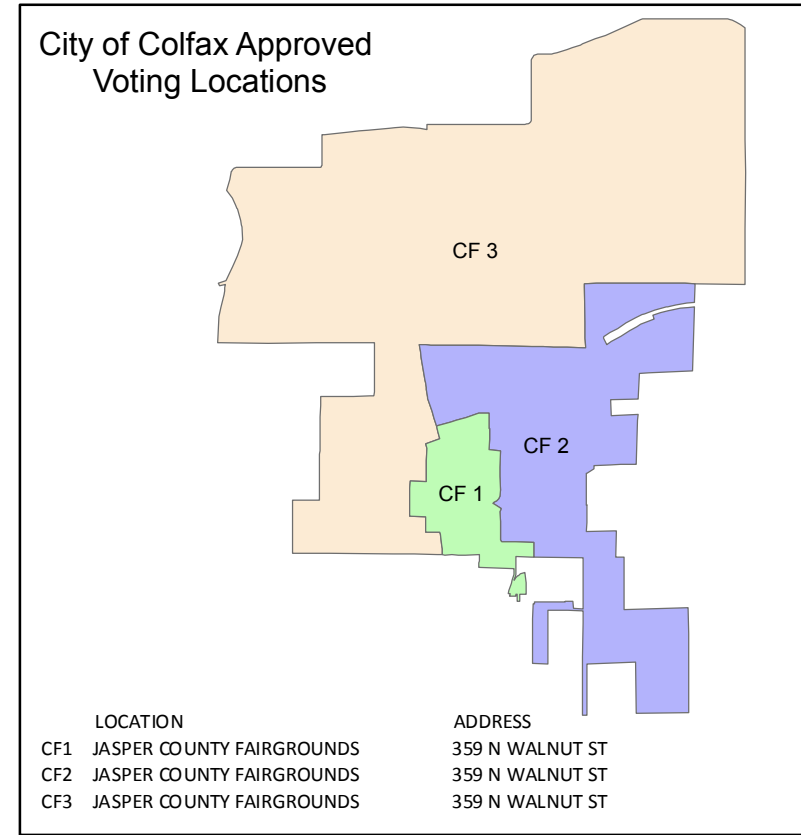 City of Colfax Approved
Voting Locations
CF 3
CF 2
CF 1
LOCATION ADDRESS
CF1 JASPER COUNTY FAIRGROUNDS 359 N WALNUT ST
CF2 JASPER COUNTY FAIRGROUNDS 359 N WALNUT ST
CF3 JASPER COUNTY FAIRGROUNDS 359 N WALNUT ST